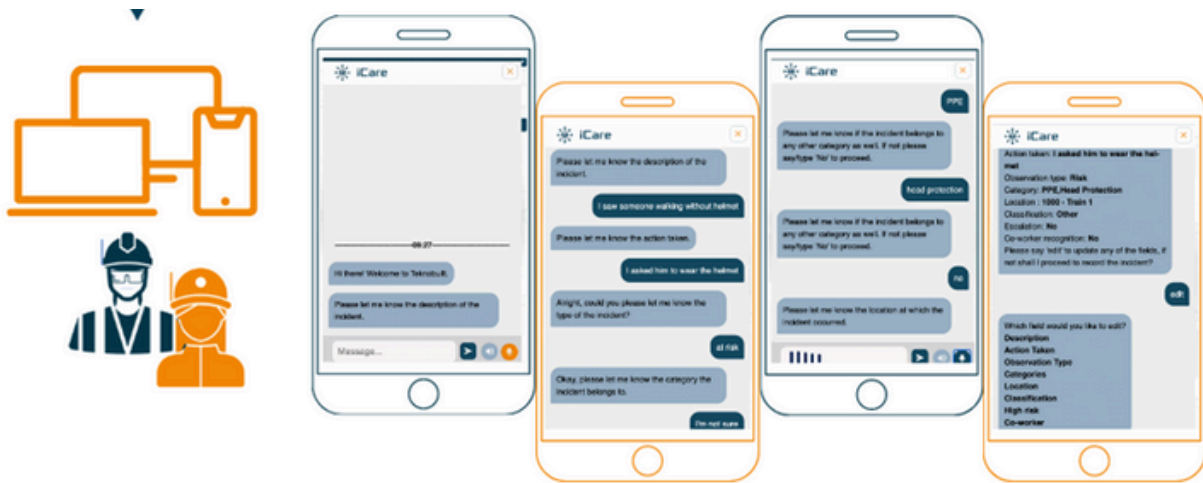 iCare
09:27
Hi there! Welcome to Teknobuilt.
Please let me know the description of the
incident.
Message...
iCare
Please let me know the description of the
incident.
I saw someone walking without helmet
Please let me know the action taken.
I asked him to wear the helmet
Alright, could you please let me know the
type of the incident?
at risk
Okay, please let me know the category the
incident belongs to.
I'm not sure
iCare
PPE
Please let me know if the incident belongs to
any other category as well. If not please
say/type 'No' to proceed.
head protection
Please let me know if the incident belongs to
any other category as well. If not please
say/type 'No' to proceed.
no
Please let me know the location at which the
incident occurred.
iCare
Action taken: I asked him to wear the hel-
met
Observation type: Risk
Category: PPE,Head Protection
Location : 1000 - Train 1
Classification: Other
Escalation: No
Co-worker recognition: No
Please say 'edit' to update any of the fields, if
not shall I proceed to record the incident?
edit
Which field would you like to edit?
Description
Action Taken
Observation Type
Categories
Location
Classification
High risk
Co-worker